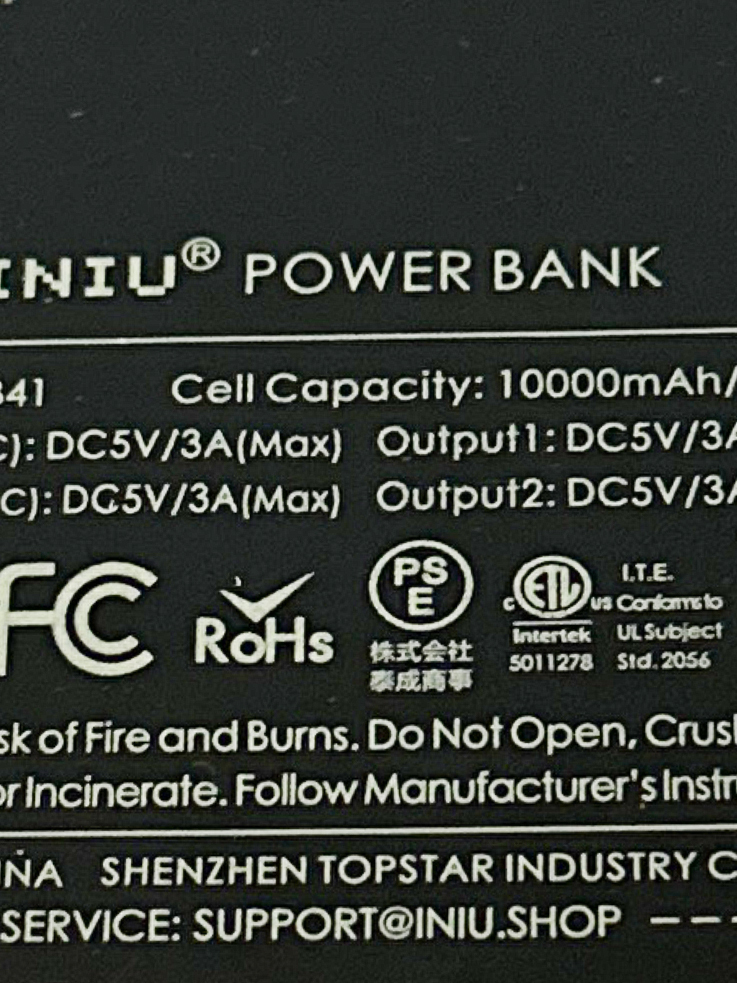 INIU® POWER BANK
341 Cell Capacity: 10000mAh/
C): DC5V/3A(Max) Output1: DC5V/3A
C): DC5V/3A(Max) Output2: DC5V/3A
FC RoHs PSE 株式会社 泰成商事 c ETL us Intertek 5011278 I.T.E. Conforms to UL Subject Std. 2056
sk of Fire and Burns. Do Not Open, Crush
or Incinerate. Follow Manufacturer's Instr
INA SHENZHEN TOPSTAR INDUSTRY C
SERVICE: SUPPORT@INIU.SHOP ---